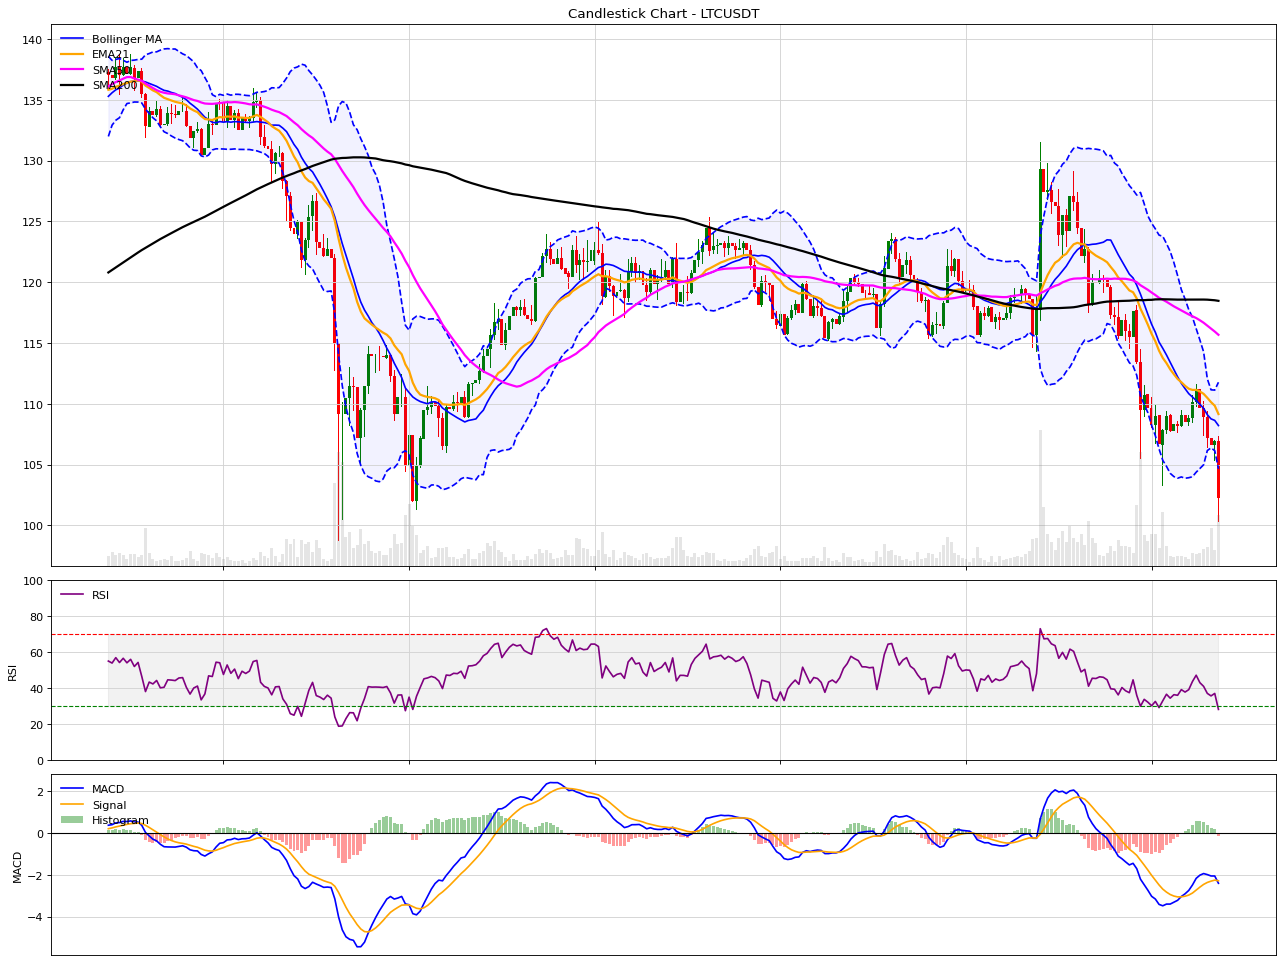 Candlestick Chart - LTCUSDT
Bollinger MA
EMA21
SMA50
SMA200
140
135
130
125
120
115
110
105
100
RSI
100
80
60
40
20
0
RSI
MACD
Signal
Histogram
2
0
−2
−4
MACD